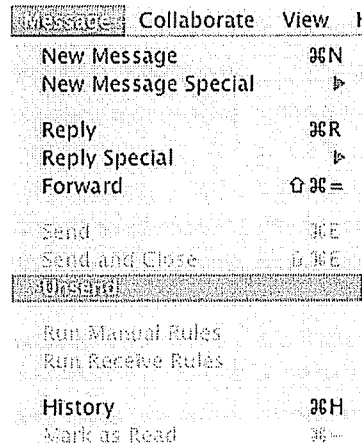 Message Collaborate View H
New Message ⌘N
New Message Special ▷
Reply ⌘R
Reply Special ▷
Forward ⇧⌘=
Send ⌘E
Send and Close ⇧⌘E
Unsend
Run Manual Rules
Run Receive Rules
History ⌘H
Mark as Read ⌘-